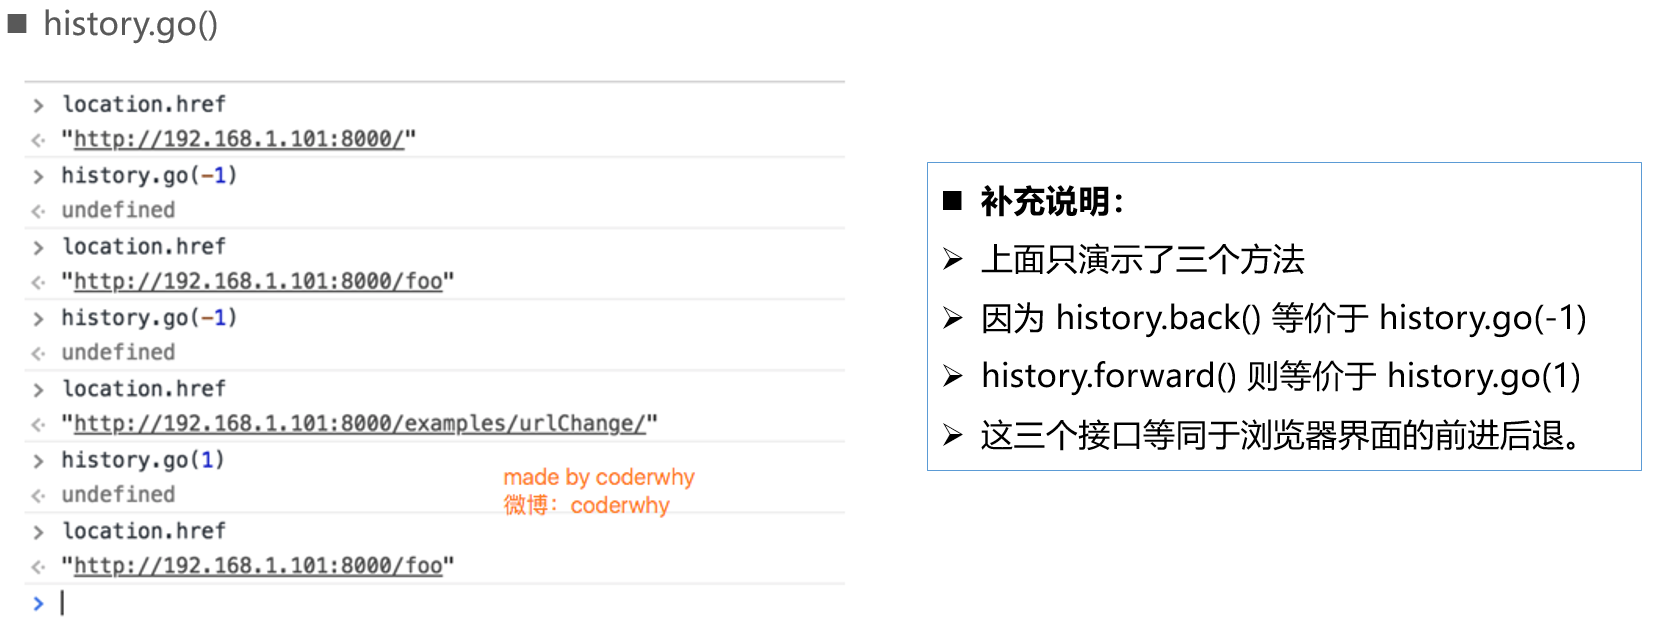 ■ history.go()
> location.href
<· "http://192.168.1.101:8000/"
> history.go(-1)
<· undefined
> location.href
<· "http://192.168.1.101:8000/foo"
> history.go(-1)
<· undefined
> location.href
<· "http://192.168.1.101:8000/examples/urlChange/"
> history.go(1)
<· undefined
> location.href
<· "http://192.168.1.101:8000/foo"
>
made by coderwhy
微博：coderwhy
■ 补充说明：
➢ 上面只演示了三个方法
➢ 因为 history.back() 等价于 history.go(-1)
➢ history.forward() 则等价于 history.go(1)
➢ 这三个接口等同于浏览器界面的前进后退。